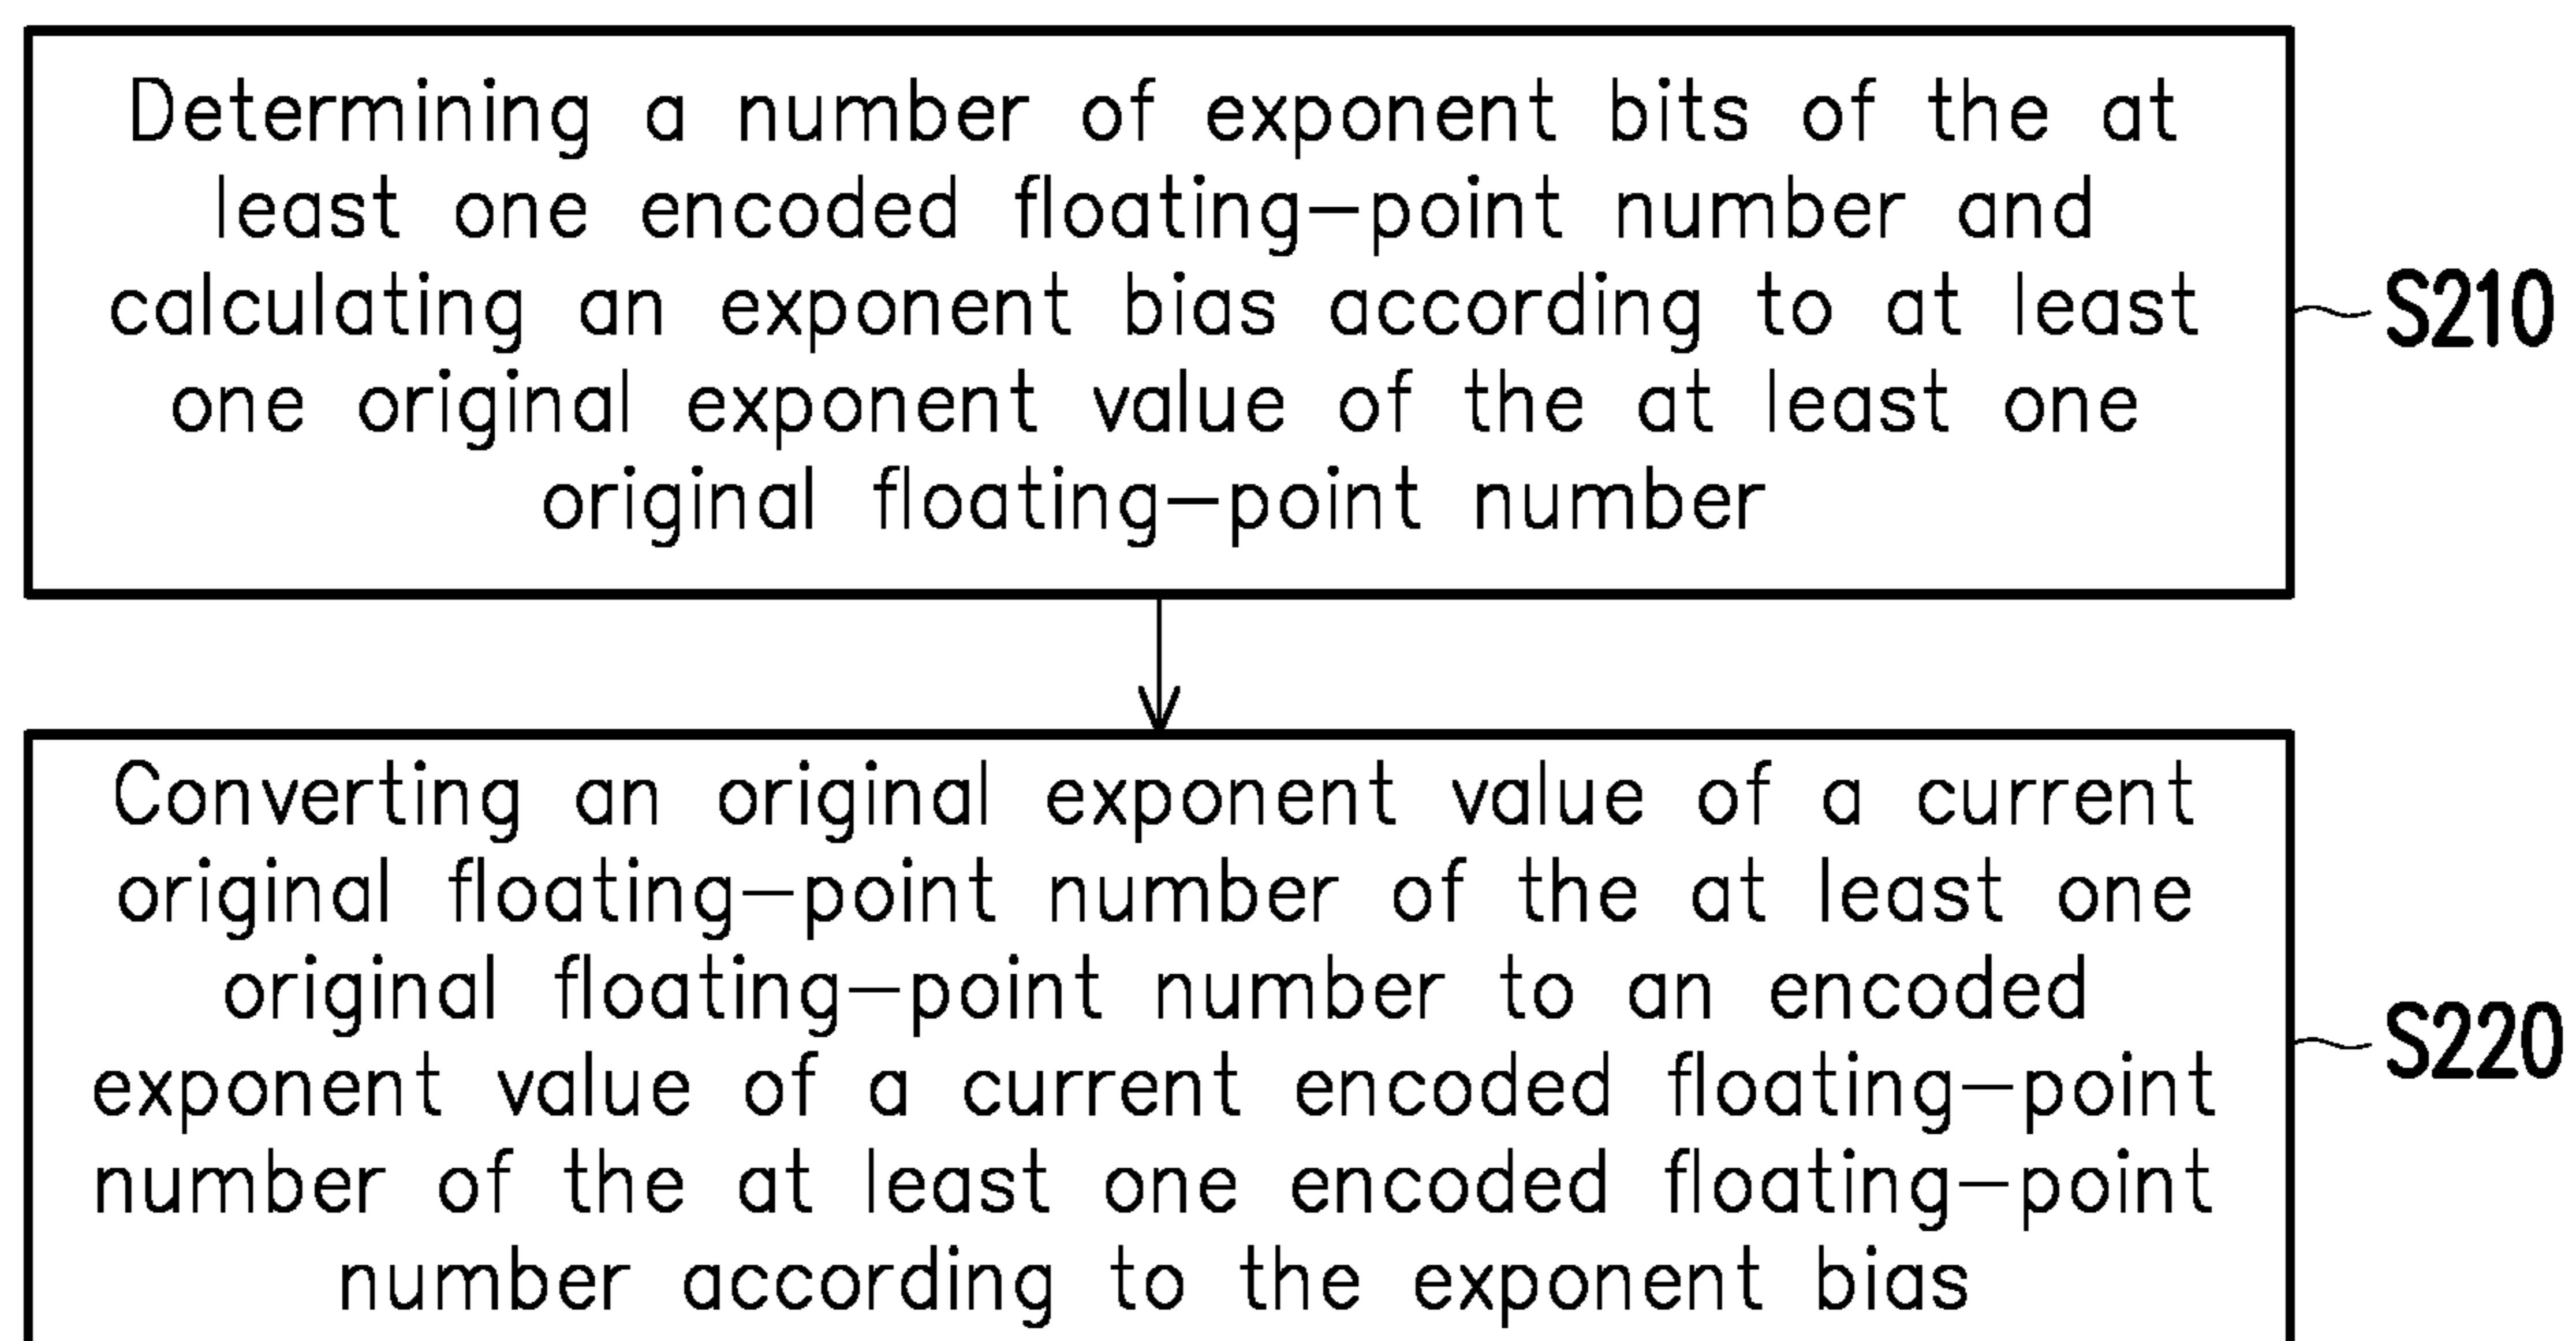 Determining a number of exponent bits of the at
least one encoded floating-point number and
calculating an exponent bias according to at least
one original exponent value of the at least one
original floating-point number
S210
Converting an original exponent value of a current
original floating-point number of the at least one
original floating-point number to an encoded
exponent value of a current encoded floating-point
number of the at least one encoded floating-point
number according to the exponent bias
S220